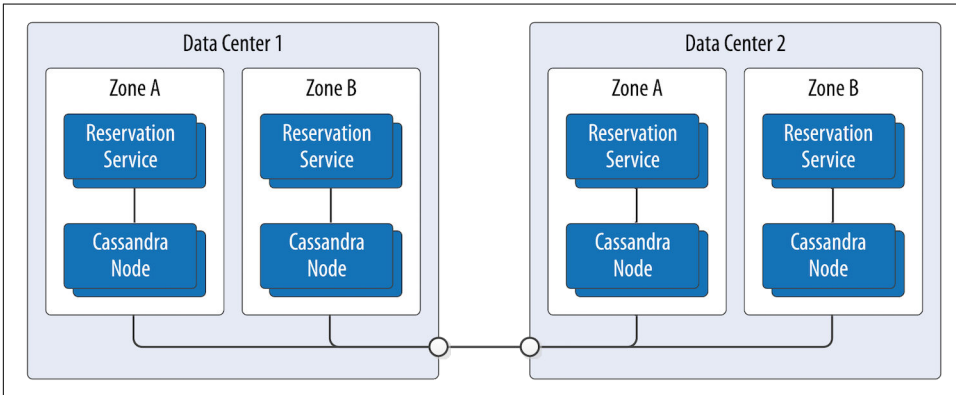 Data Center 1
Zone A
Reservation
Service
Cassandra
Node
Zone B
Reservation
Service
Cassandra
Node
Data Center 2
Zone A
Reservation
Service
Cassandra
Node
Zone B
Reservation
Service
Cassandra
Node